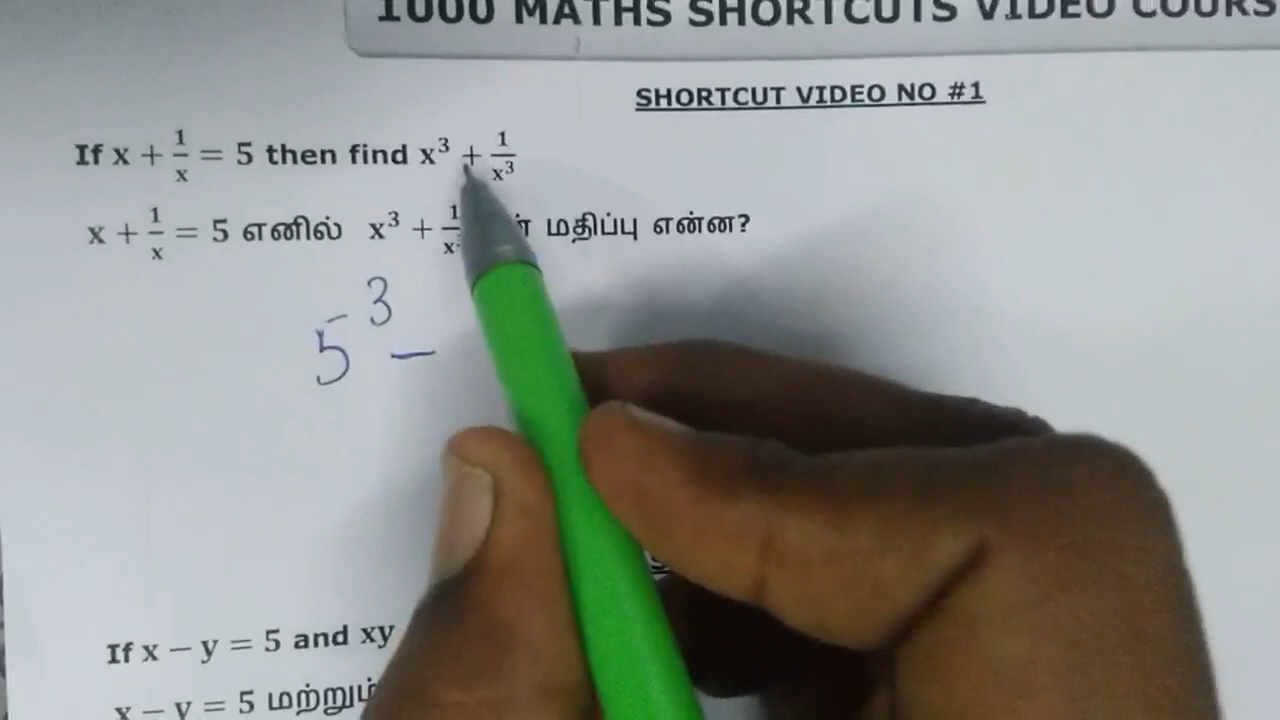 1000 MATHS SHORTCUTS VIDEO
SHORTCUT VIDEO NO #1
If x + 1/x = 5 then find x³ + 1/x³
x + 1/x = 5 எனில் x³ + 1/x மதிப்பு என்ன?
5³ −
If x − y = 5 and xy
x − y = 5 மற்றும்